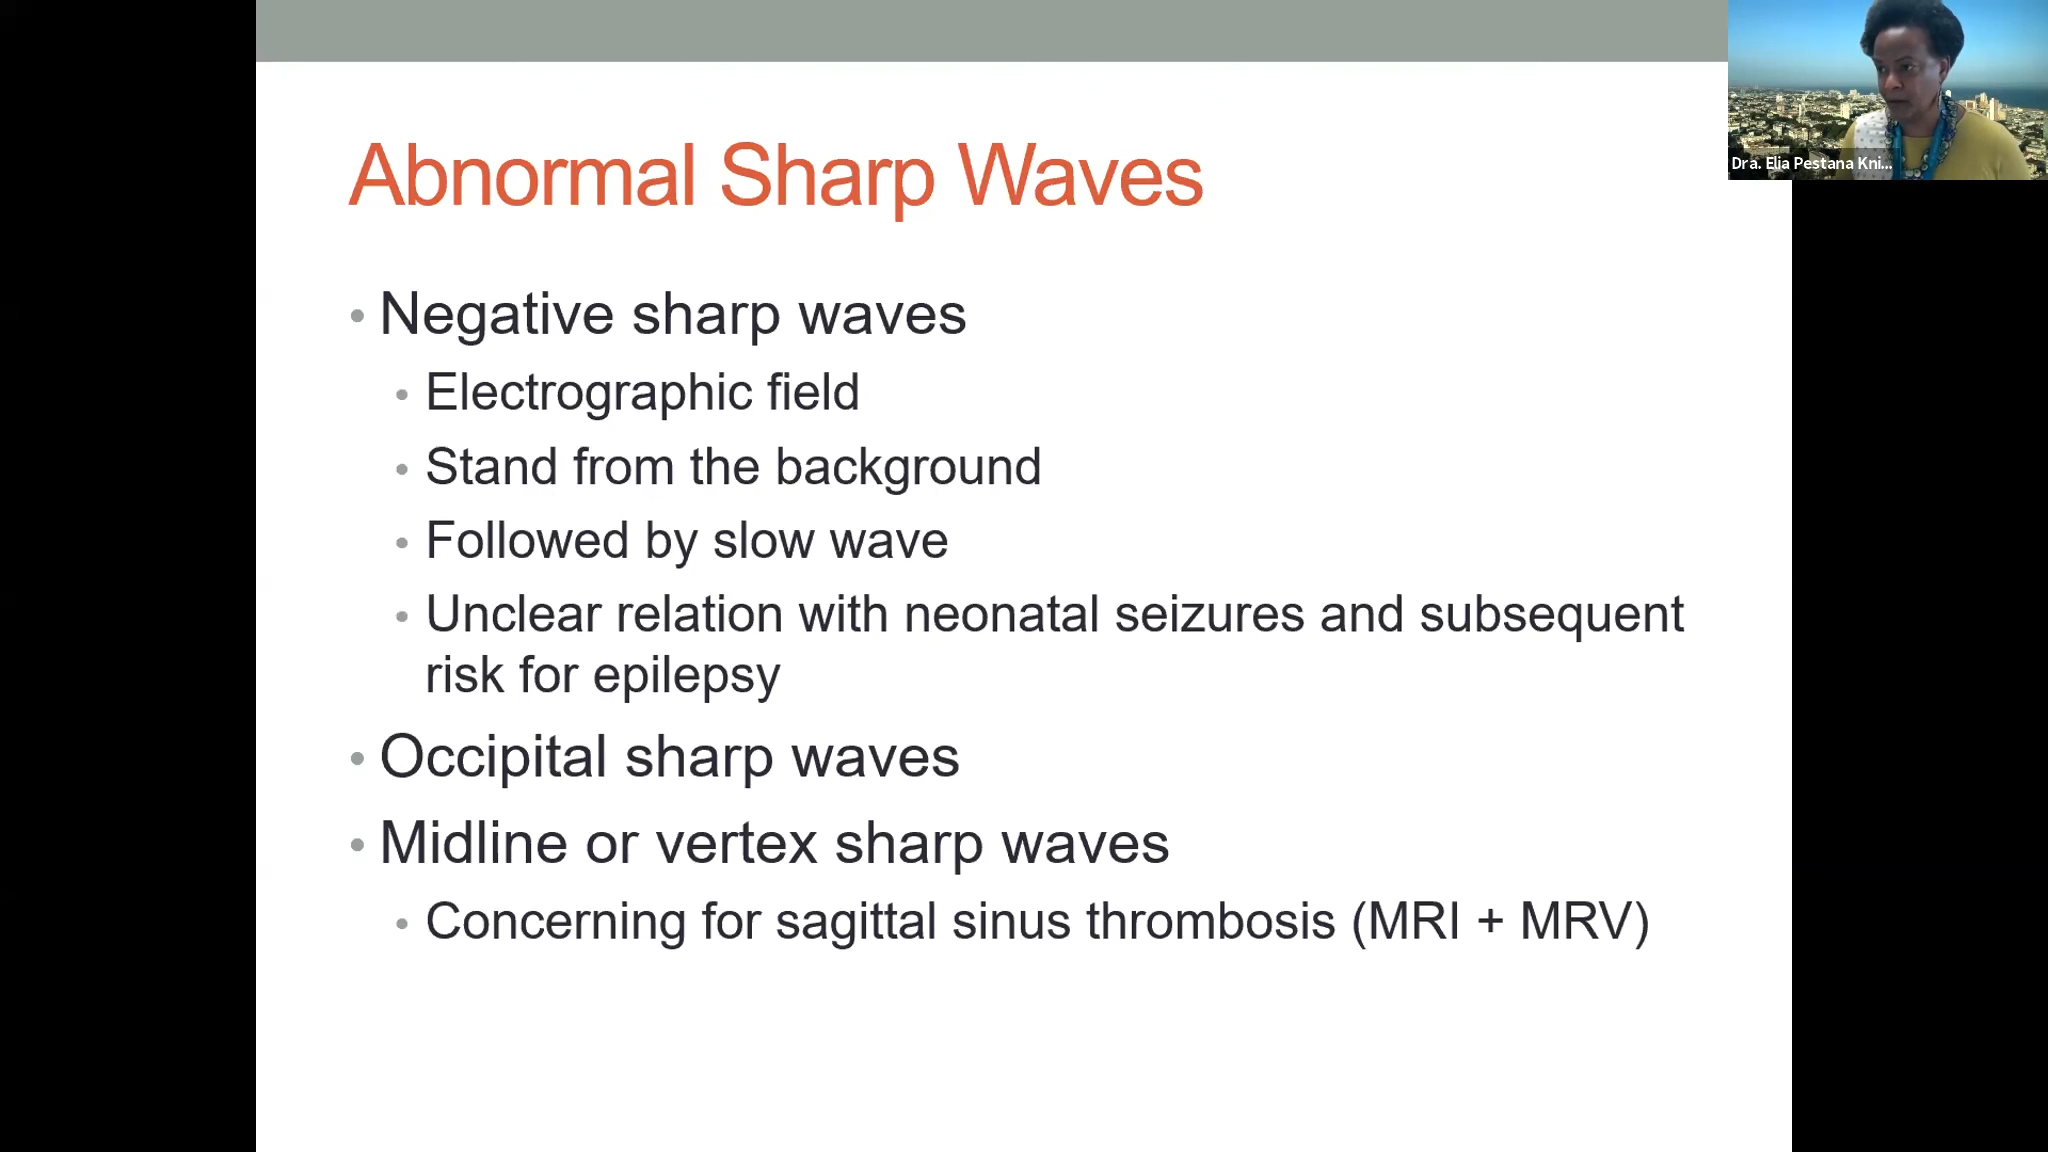 Abnormal Sharp Waves
• Negative sharp waves
• Electrographic field
• Stand from the background
• Followed by slow wave
• Unclear relation with neonatal seizures and subsequent
risk for epilepsy
• Occipital sharp waves
• Midline or vertex sharp waves
• Concerning for sagittal sinus thrombosis (MRI + MRV)
Dra. Elia Pestana Kni...